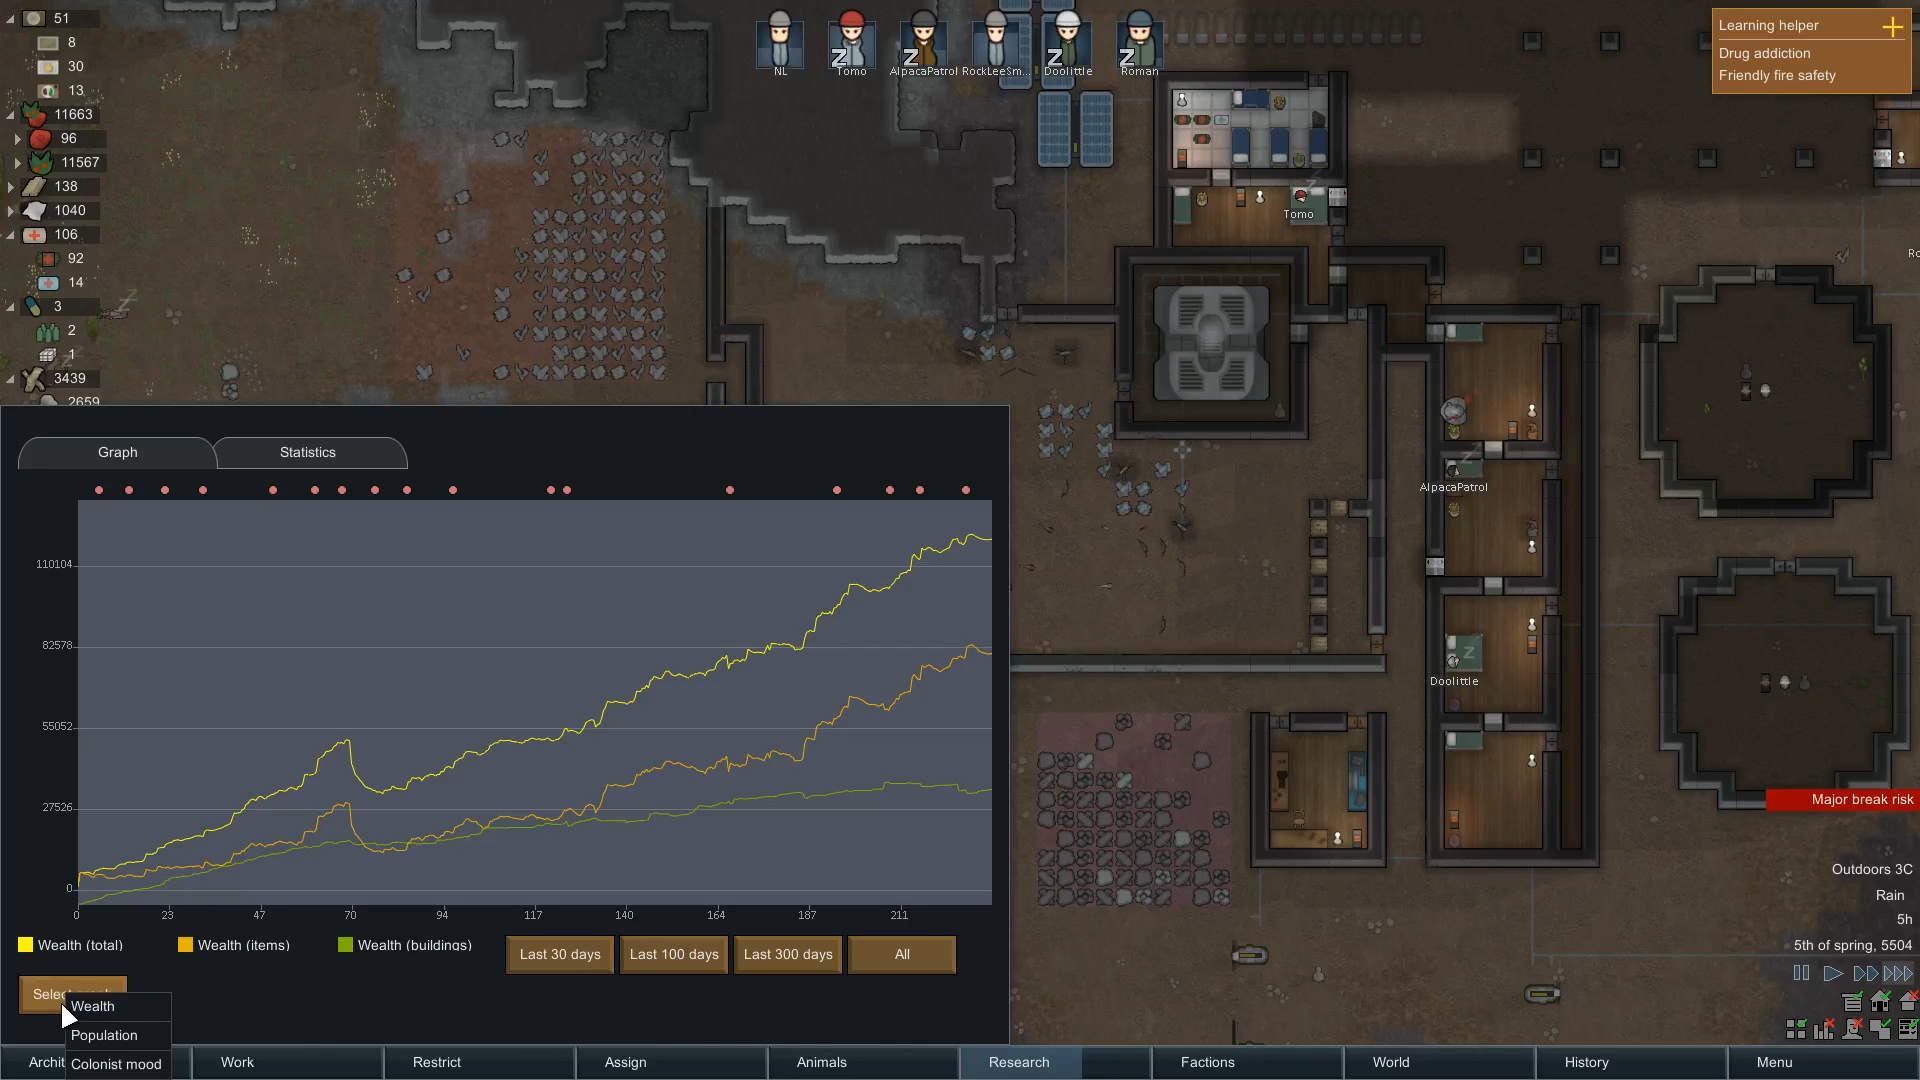 51
8
30
13
11663
96
11567
138
1040
106
92
14
3
2
1
3439
2659
NL
Tomo
AlpacaPatrol
RockLeeSm...
Doolittle
Roman
Learning helper
Drug addiction
Friendly fire safety
Tomo
AlpacaPatrol
Doolittle
Graph
Statistics
110104
82578
55052
27526
0
0 23 47 70 94 117 140 164 187 211
Wealth (total)
Wealth (items)
Wealth (buildings)
Last 30 days
Last 100 days
Last 300 days
All
Wealth
Population
Colonist mood
Major break risk
Outdoors 3C
Rain
5h
5th of spring, 5504
Work
Restrict
Assign
Animals
Research
Factions
World
History
Menu